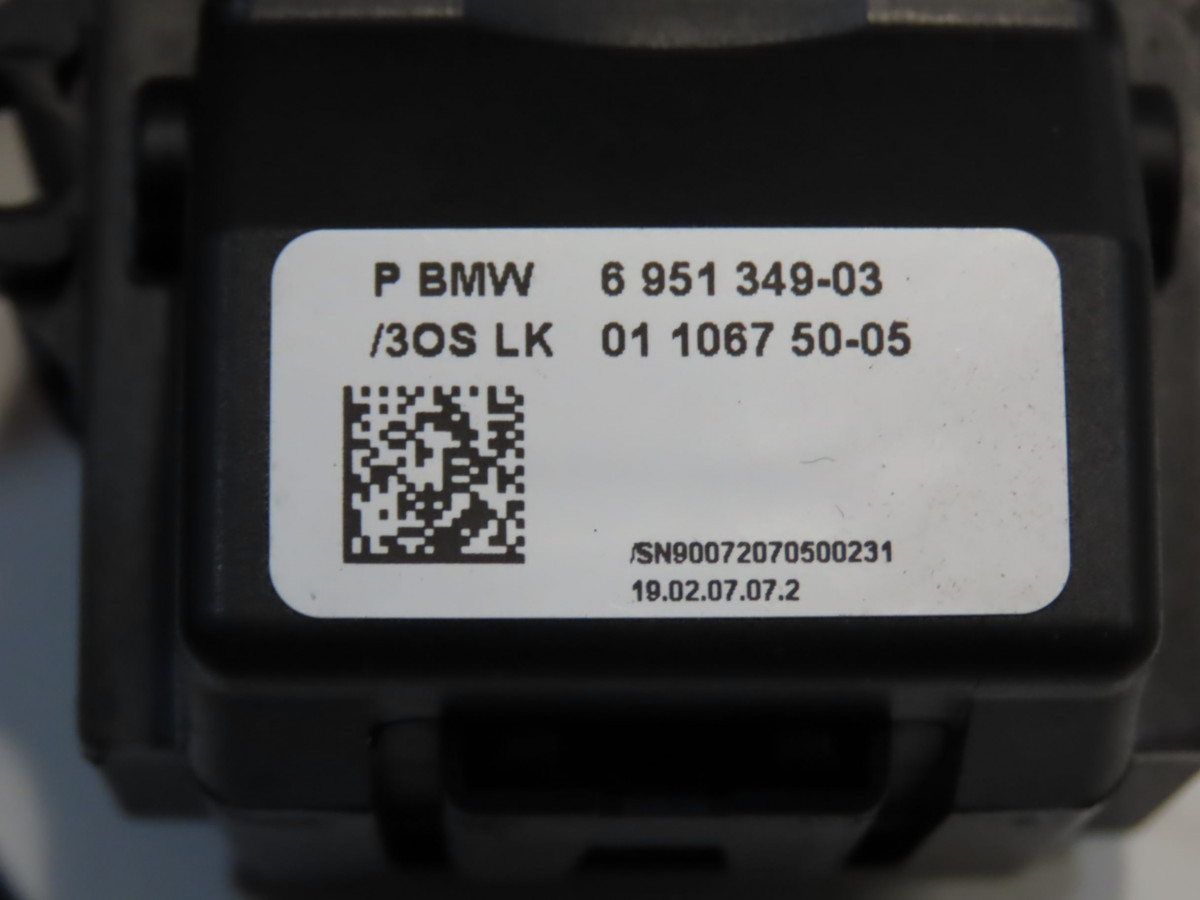 P BMW 6 951 349-03
/3OS LK 01 1067 50-05
/SN90072070500231
19.02.07.07.2